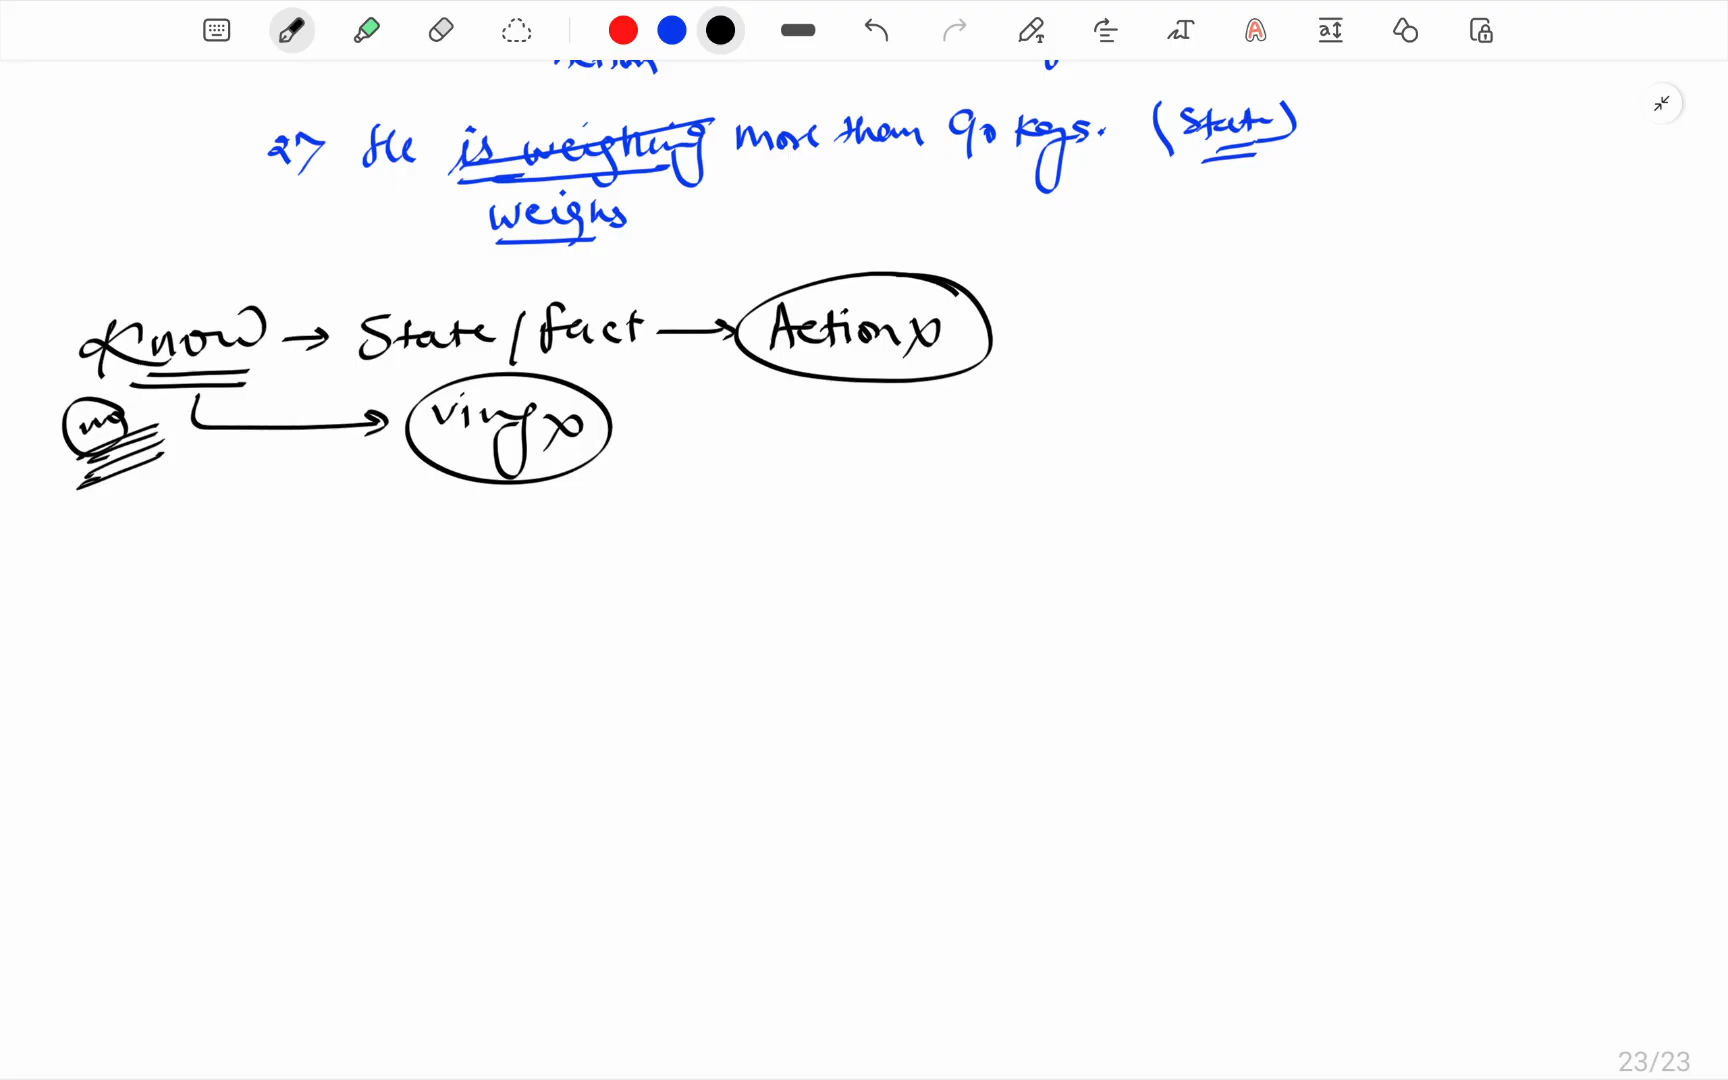 27 He is weighing more than 90 kgs. (State)
weighs
Know → State/fact → Action x
Ving x
23/23